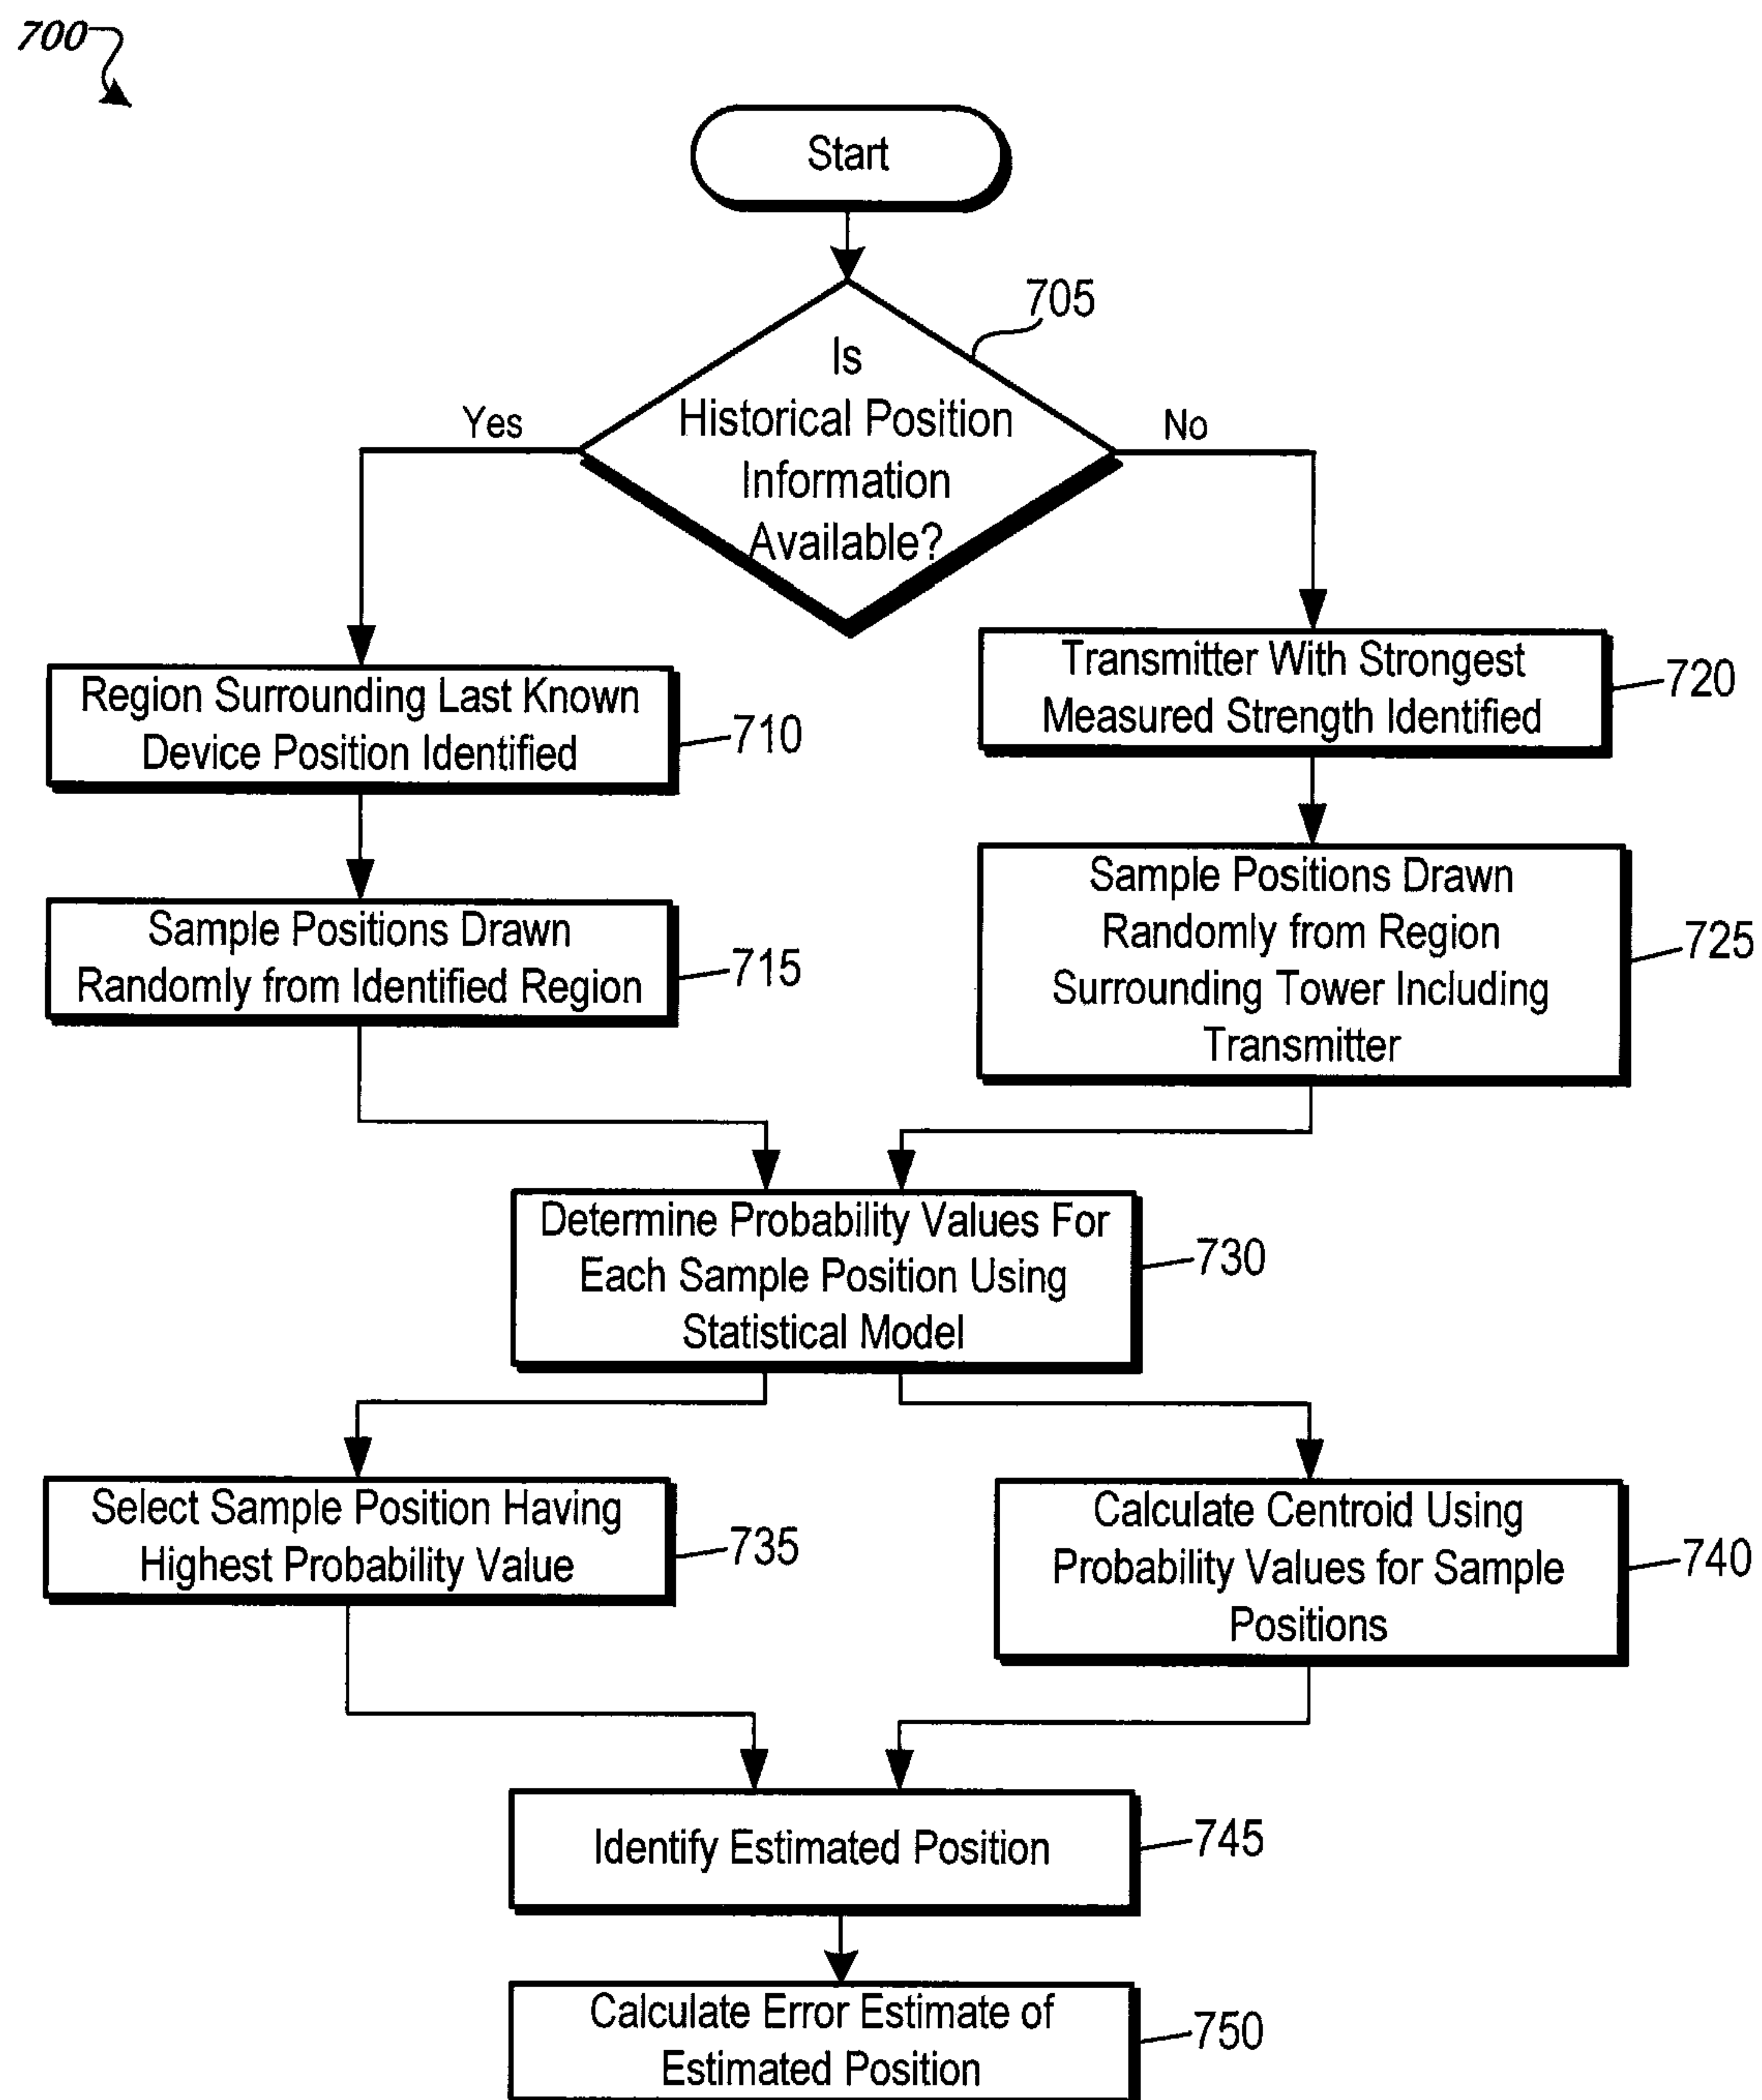 700
Start
705
Is
Historical Position
Information
Available?
Yes
No
Region Surrounding Last Known
Device Position Identified
710
Transmitter With Strongest
Measured Strength Identified
720
Sample Positions Drawn
Randomly from Identified Region
715
Sample Positions Drawn
Randomly from Region
Surrounding Tower Including
Transmitter
725
Determine Probability Values For
Each Sample Position Using
Statistical Model
730
Select Sample Position Having
Highest Probability Value
735
Calculate Centroid Using
Probability Values for Sample
Positions
740
Identify Estimated Position
745
Calculate Error Estimate of
Estimated Position
750